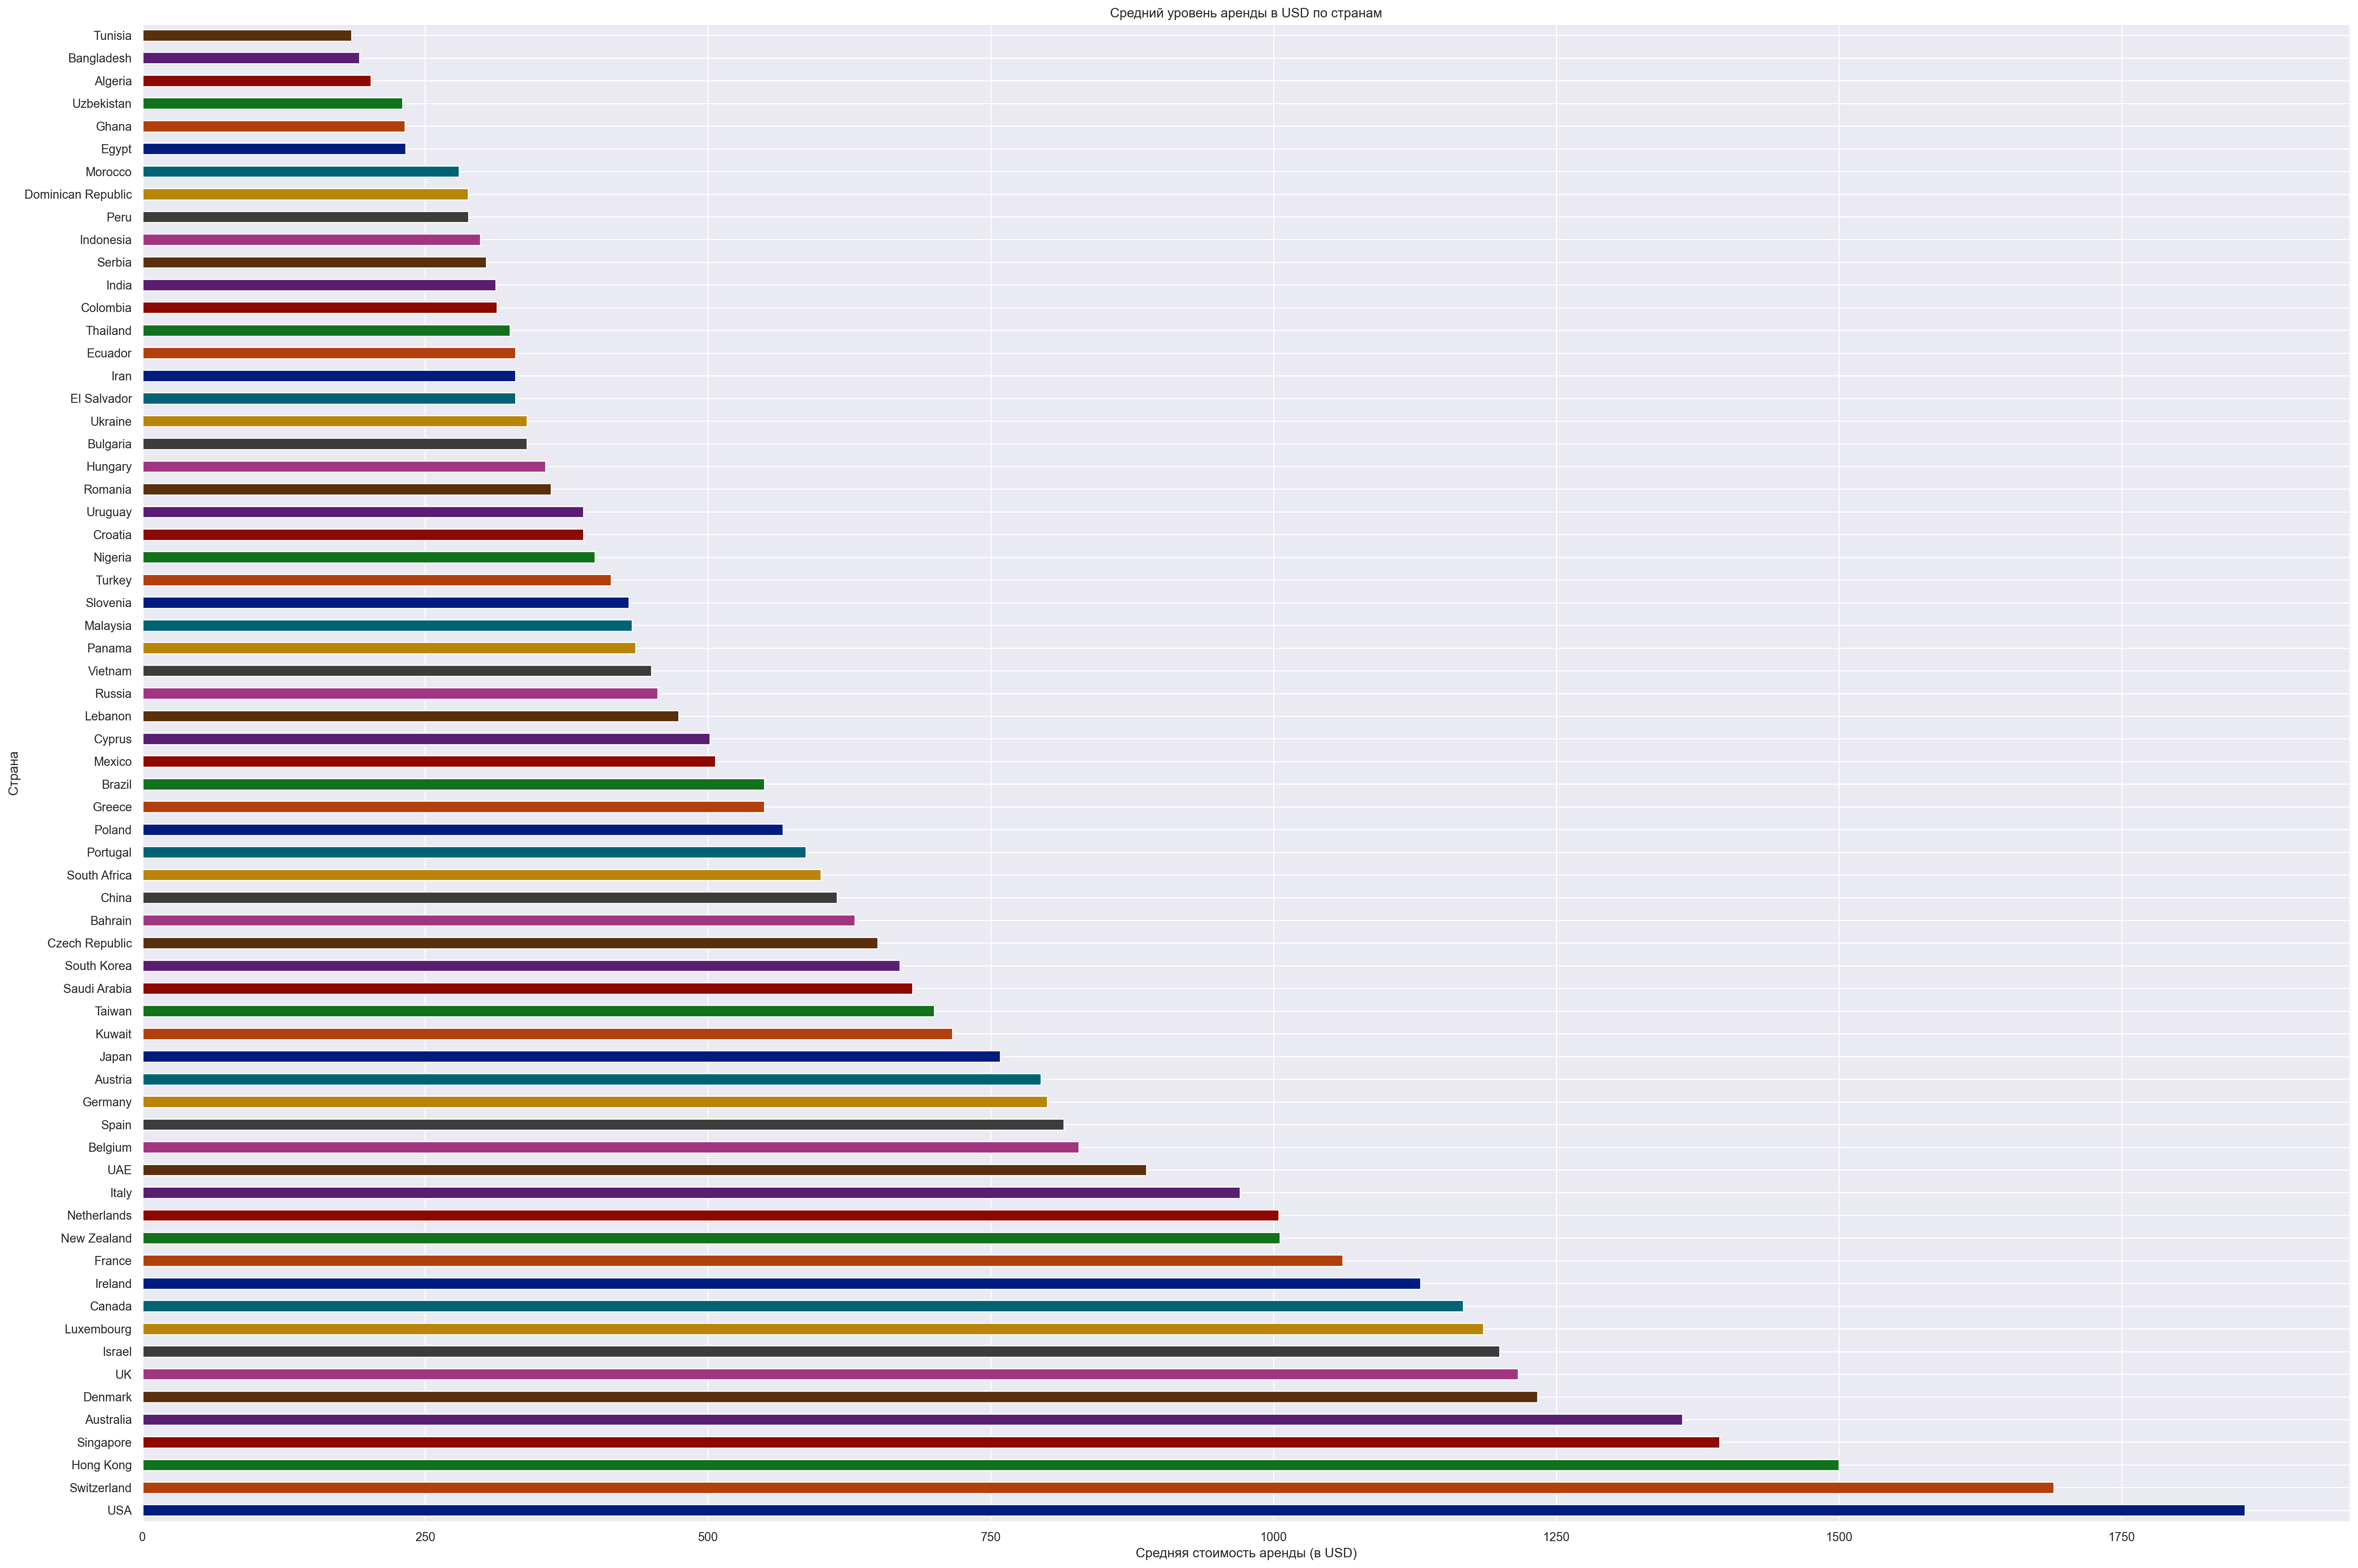 Средний уровень аренды в USD по странам
Tunisia
Bangladesh
Algeria
Uzbekistan
Ghana
Egypt
Morocco
Dominican Republic
Peru
Indonesia
Serbia
India
Colombia
Thailand
Ecuador
Iran
El Salvador
Ukraine
Bulgaria
Hungary
Romania
Uruguay
Croatia
Nigeria
Turkey
Slovenia
Malaysia
Panama
Vietnam
Russia
Lebanon
Cyprus
Mexico
Brazil
Greece
Poland
Portugal
South Africa
China
Bahrain
Czech Republic
South Korea
Saudi Arabia
Taiwan
Kuwait
Japan
Austria
Germany
Spain
Belgium
UAE
Italy
Netherlands
New Zealand
France
Ireland
Canada
Luxembourg
Israel
UK
Denmark
Australia
Singapore
Hong Kong
Switzerland
USA
Страна
0 250 500 750 1000 1250 1500 1750
Средняя стоимость аренды (в USD)